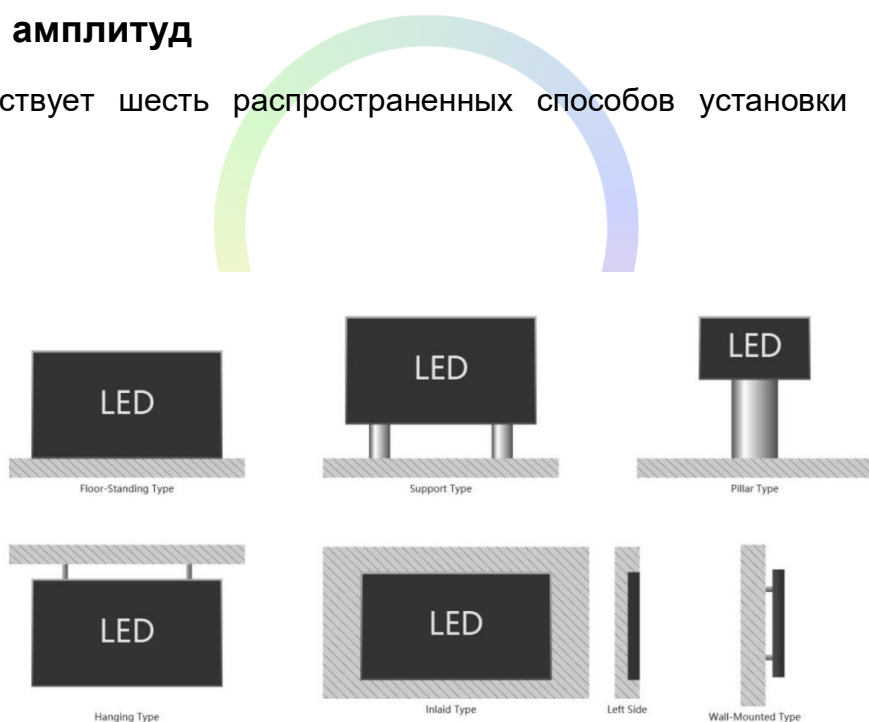 амплитуд
ствует шесть распространенных способов установки
LED
LED
LED
Floor-Standing Type
Support Type
Pillar Type
LED
LED
Hanging Type
Inlaid Type
Left Side
Wall-Mounted Type